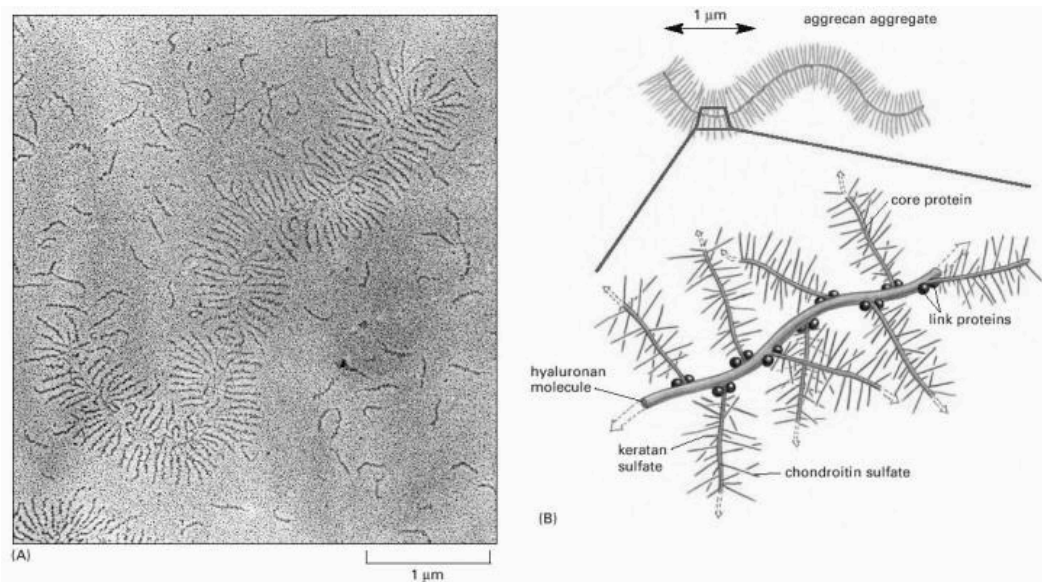 (A)
1 μm
1 μm
aggrecan aggregate
core protein
link proteins
hyaluronan
molecule
keratan
sulfate
chondroitin sulfate
(B)